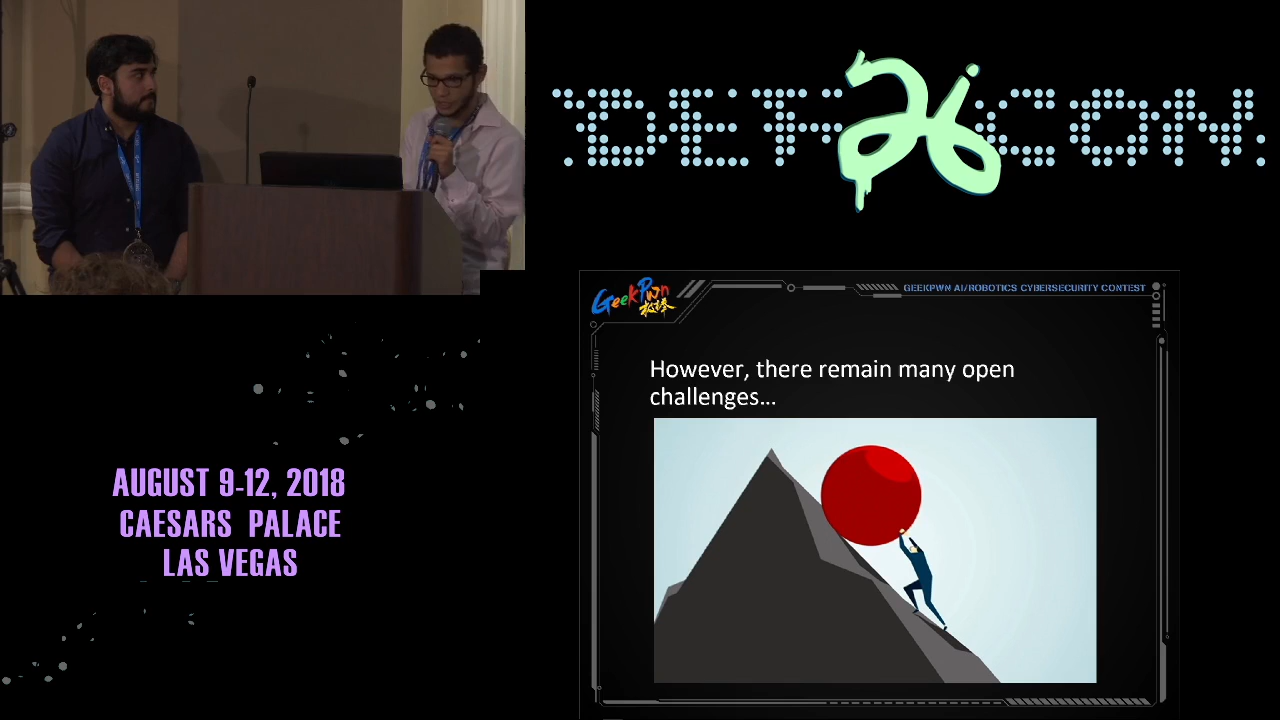 DEF 26 CON
GEEKPWN AI/ROBOTICS CYBERSECURITY CONTEST
GeekPwn
However, there remain many open
challenges...
AUGUST 9-12, 2018
CAESARS PALACE
LAS VEGAS